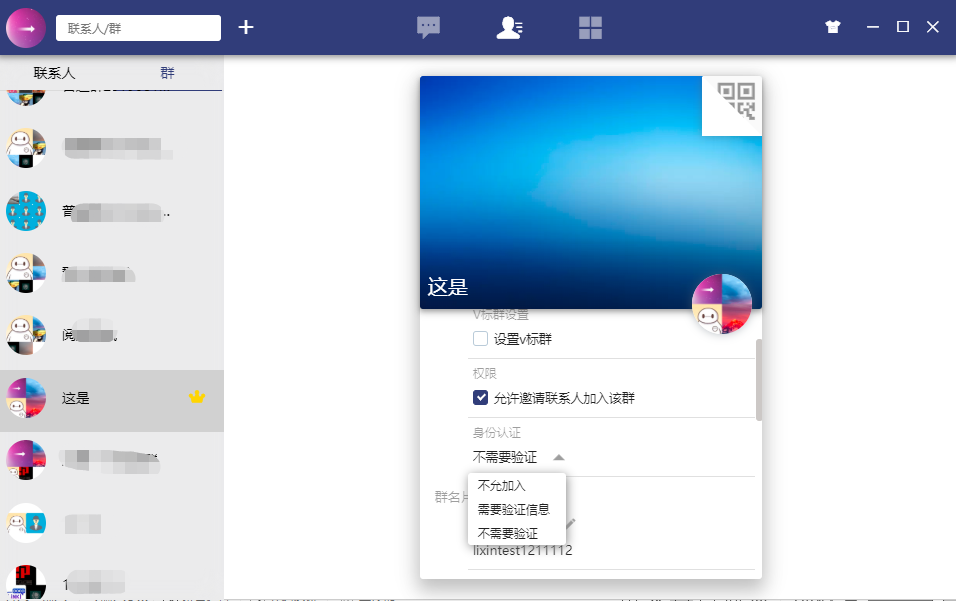 联系人/群
联系人
群
普
阅
这是
这是
V标群设置
设置v标群
权限
允许邀请联系人加入该群
身份认证
不需要验证
不允加入
群名片
需要验证信息
不需要验证
lixintest1211112